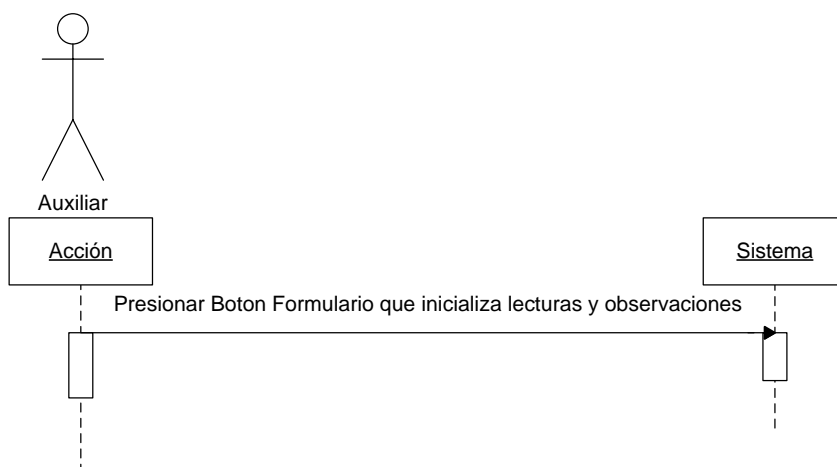 Auxiliar
Acción
Sistema
Presionar Boton Formulario que inicializa lecturas y observaciones